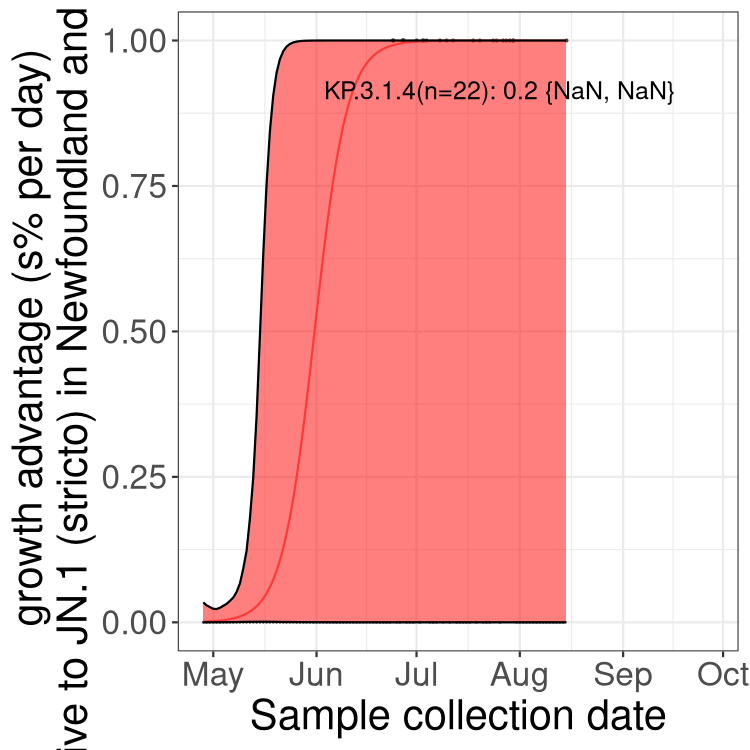 growth advantage (s% per day)
ive to JN.1 (stricto) in Newfoundland and
1.00
0.75
0.50
0.25
0.00
KP.3.1.4(n=22): 0.2 {NaN, NaN}
May Jun Jul Aug Sep Oct
Sample collection date